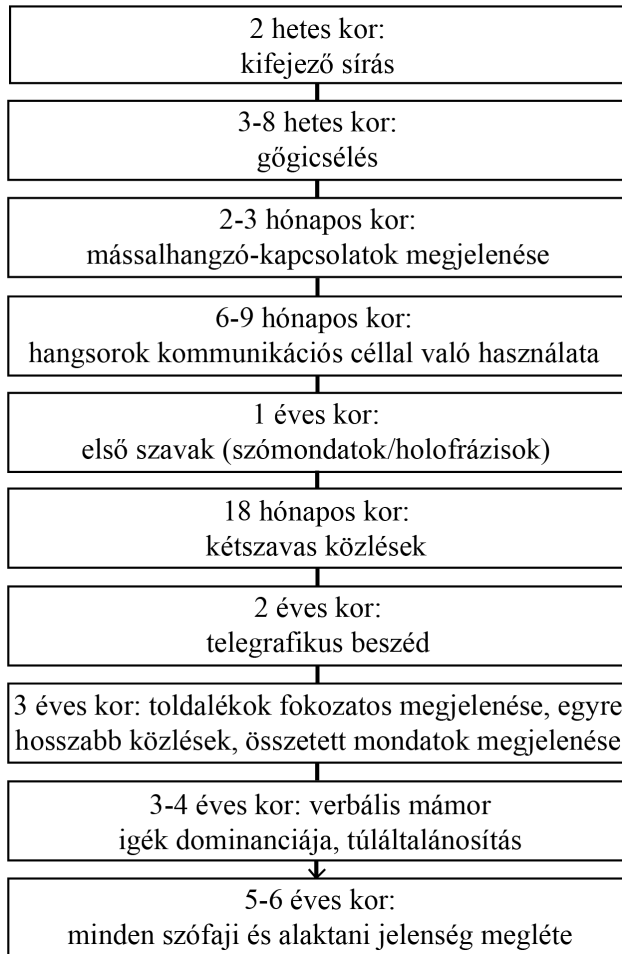 2 hetes kor:
kifejező sírás
3-8 hetes kor:
gőgicsélés
2-3 hónapos kor:
mássalhangzó-kapcsolatok megjelenése
6-9 hónapos kor:
hangsorok kommunikációs céllal való használata
1 éves kor:
első szavak (szómondatok/holofrázisok)
18 hónapos kor:
kétszavas közlések
2 éves kor:
telegrafikus beszéd
3 éves kor: toldalékok fokozatos megjelenése, egyre
hosszabb közlések, összetett mondatok megjelenése
3-4 éves kor: verbális mámor
igék dominanciája, túláltalánosítás
5-6 éves kor:
minden szófaji és alaktani jelenség megléte